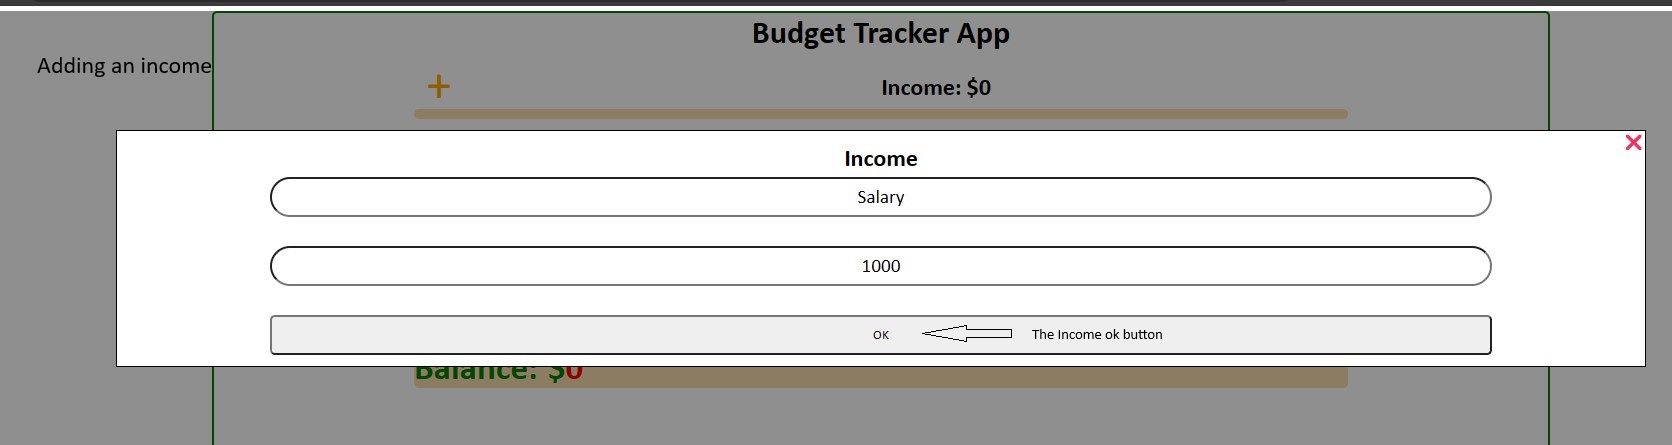 Budget Tracker App
Adding an income
+
Income: $0
Income
Salary
1000
OK
The Income ok button
Balance: $0